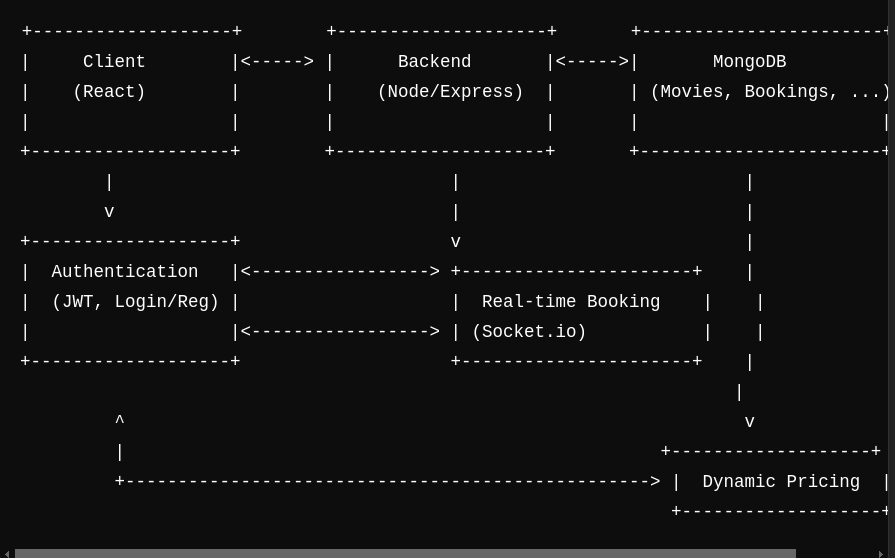 +-------------------+        +---------------------+       +-----------------------+
|     Client        |<-----> |      Backend       |<----->|       MongoDB
|    (React)        |        |    (Node/Express)  |       | (Movies, Bookings, ...)
|                   |        |                    |       |                       |
+-------------------+        +---------------------+       +-----------------------+
        |                                |                           |
        v                                |                           |
+-------------------+                    v                           |
|  Authentication   |<-----------------> +----------------------+    |
|  (JWT, Login/Reg) |                    |  Real-time Booking    |    |
|                   |<-----------------> | (Socket.io)           |    |
+-------------------+                    +----------------------+    |
                                                                    |
         ^                                                           v
         |                                                   +-------------------+
         +--------------------------------------------------> |  Dynamic Pricing  |
                                                              +-------------------+